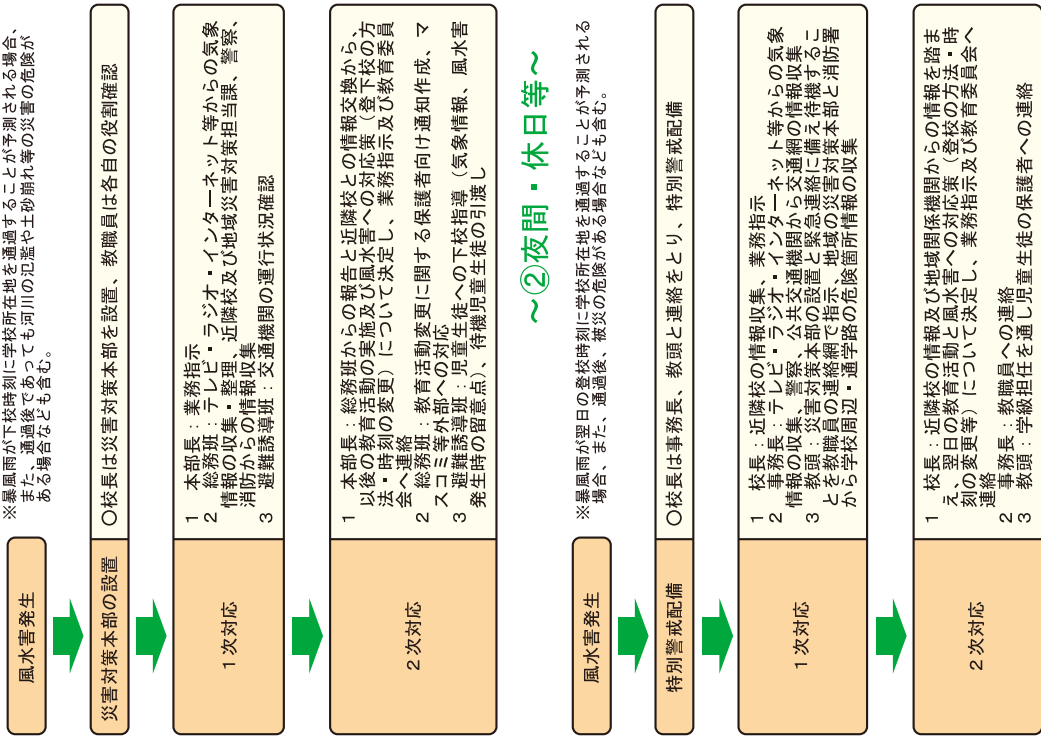 風水害発生
※暴風雨が下校時刻に学校所在地を通過することが予測される場合、
また、通過後であっても河川の氾濫や土砂崩れ等の災害の危険が
ある場合なども含む。
災害対策本部の設置
○校長は災害対策本部を設置、教職員は各自の役割確認
1次対応
1 本部長:業務指示
2 総務班:テレビ・ラジオ・インターネット等からの気象
情報の収集・整理、近隣校及び地域災害対策担当課、警察、
消防からの情報収集
3 避難誘導班:交通機関の運行状況確認
2次対応
1 本部長:総務班からの報告と近隣校との情報交換から、
以後の教育活動の実施及び風水害への対応策(登下校の方
法・時刻の変更)について決定し、業務指示及び教育委員
会へ連絡
2 総務班:教育活動変更に関する保護者向け通知作成、マ
スコミ等外部への対応
3 避難誘導班:児童生徒への下校指導(気象情報、風水害
発生時の留意点)、待機児童生徒の引渡し
~②夜間・休日等~
風水害発生
※暴風雨が翌日の登校時刻に学校所在地を通過することが予測される
場合、また、通過後、被災の危険がある場合なども含む。
特別警戒配備
○校長は事務長、教頭と連絡をとり、特別警戒配備
1次対応
1 校長:近隣校の情報収集、業務指示
2 事務長:テレビ・ラジオ・インターネット等からの気象
情報の収集、警察、公共交通機関から交通網の情報収集
3 教頭:災害対策本部の設置と緊急連絡に備え待機するこ
とを教職員の連絡網で指示、地域の災害対策本部と消防署
から学校周辺・通学路の危険箇所情報の収集
2次対応
1 校長:近隣校の情報及び地域関係機関からの情報を踏ま
え、翌日の教育活動と風水害への対応策(登校の方法・時
刻の変更等)について決定し、業務指示及び教育委員会へ
連絡
2 事務長:教職員への連絡
3 教頭:学級担任を通し児童生徒の保護者への連絡